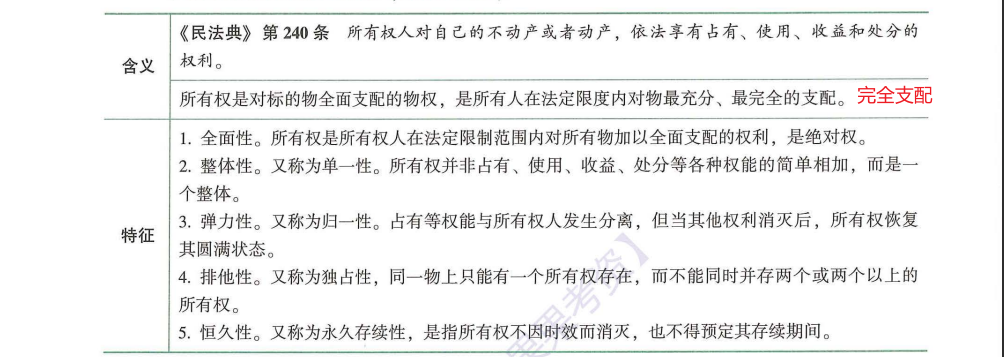 《民法典》第 240 条 所有权人对自己的不动产或者动产，依法享有占有、使用、收益和处分的
权利。
含义
所有权是对标的物全面支配的物权，是所有人在法定限度内对物最充分、最完全的支配。 完全支配
1. 全面性。所有权是所有权人在法定限制范围内对所有物加以全面支配的权利，是绝对权。
2. 整体性。又称为单一性。所有权并非占有、使用、收益、处分等各种权能的简单相加，而是一
个整体。
3. 弹力性。又称为归一性。占有等权能与所有权人发生分离，但当其他权利消灭后，所有权恢复
特征
其圆满状态。
4. 排他性。又称为独占性，同一物上只能有一个所有权存在，而不能同时并存两个或两个以上的
所有权。
5. 恒久性。又称为永久存续性，是指所有权不因时效而消灭，也不得预定其存续期间。